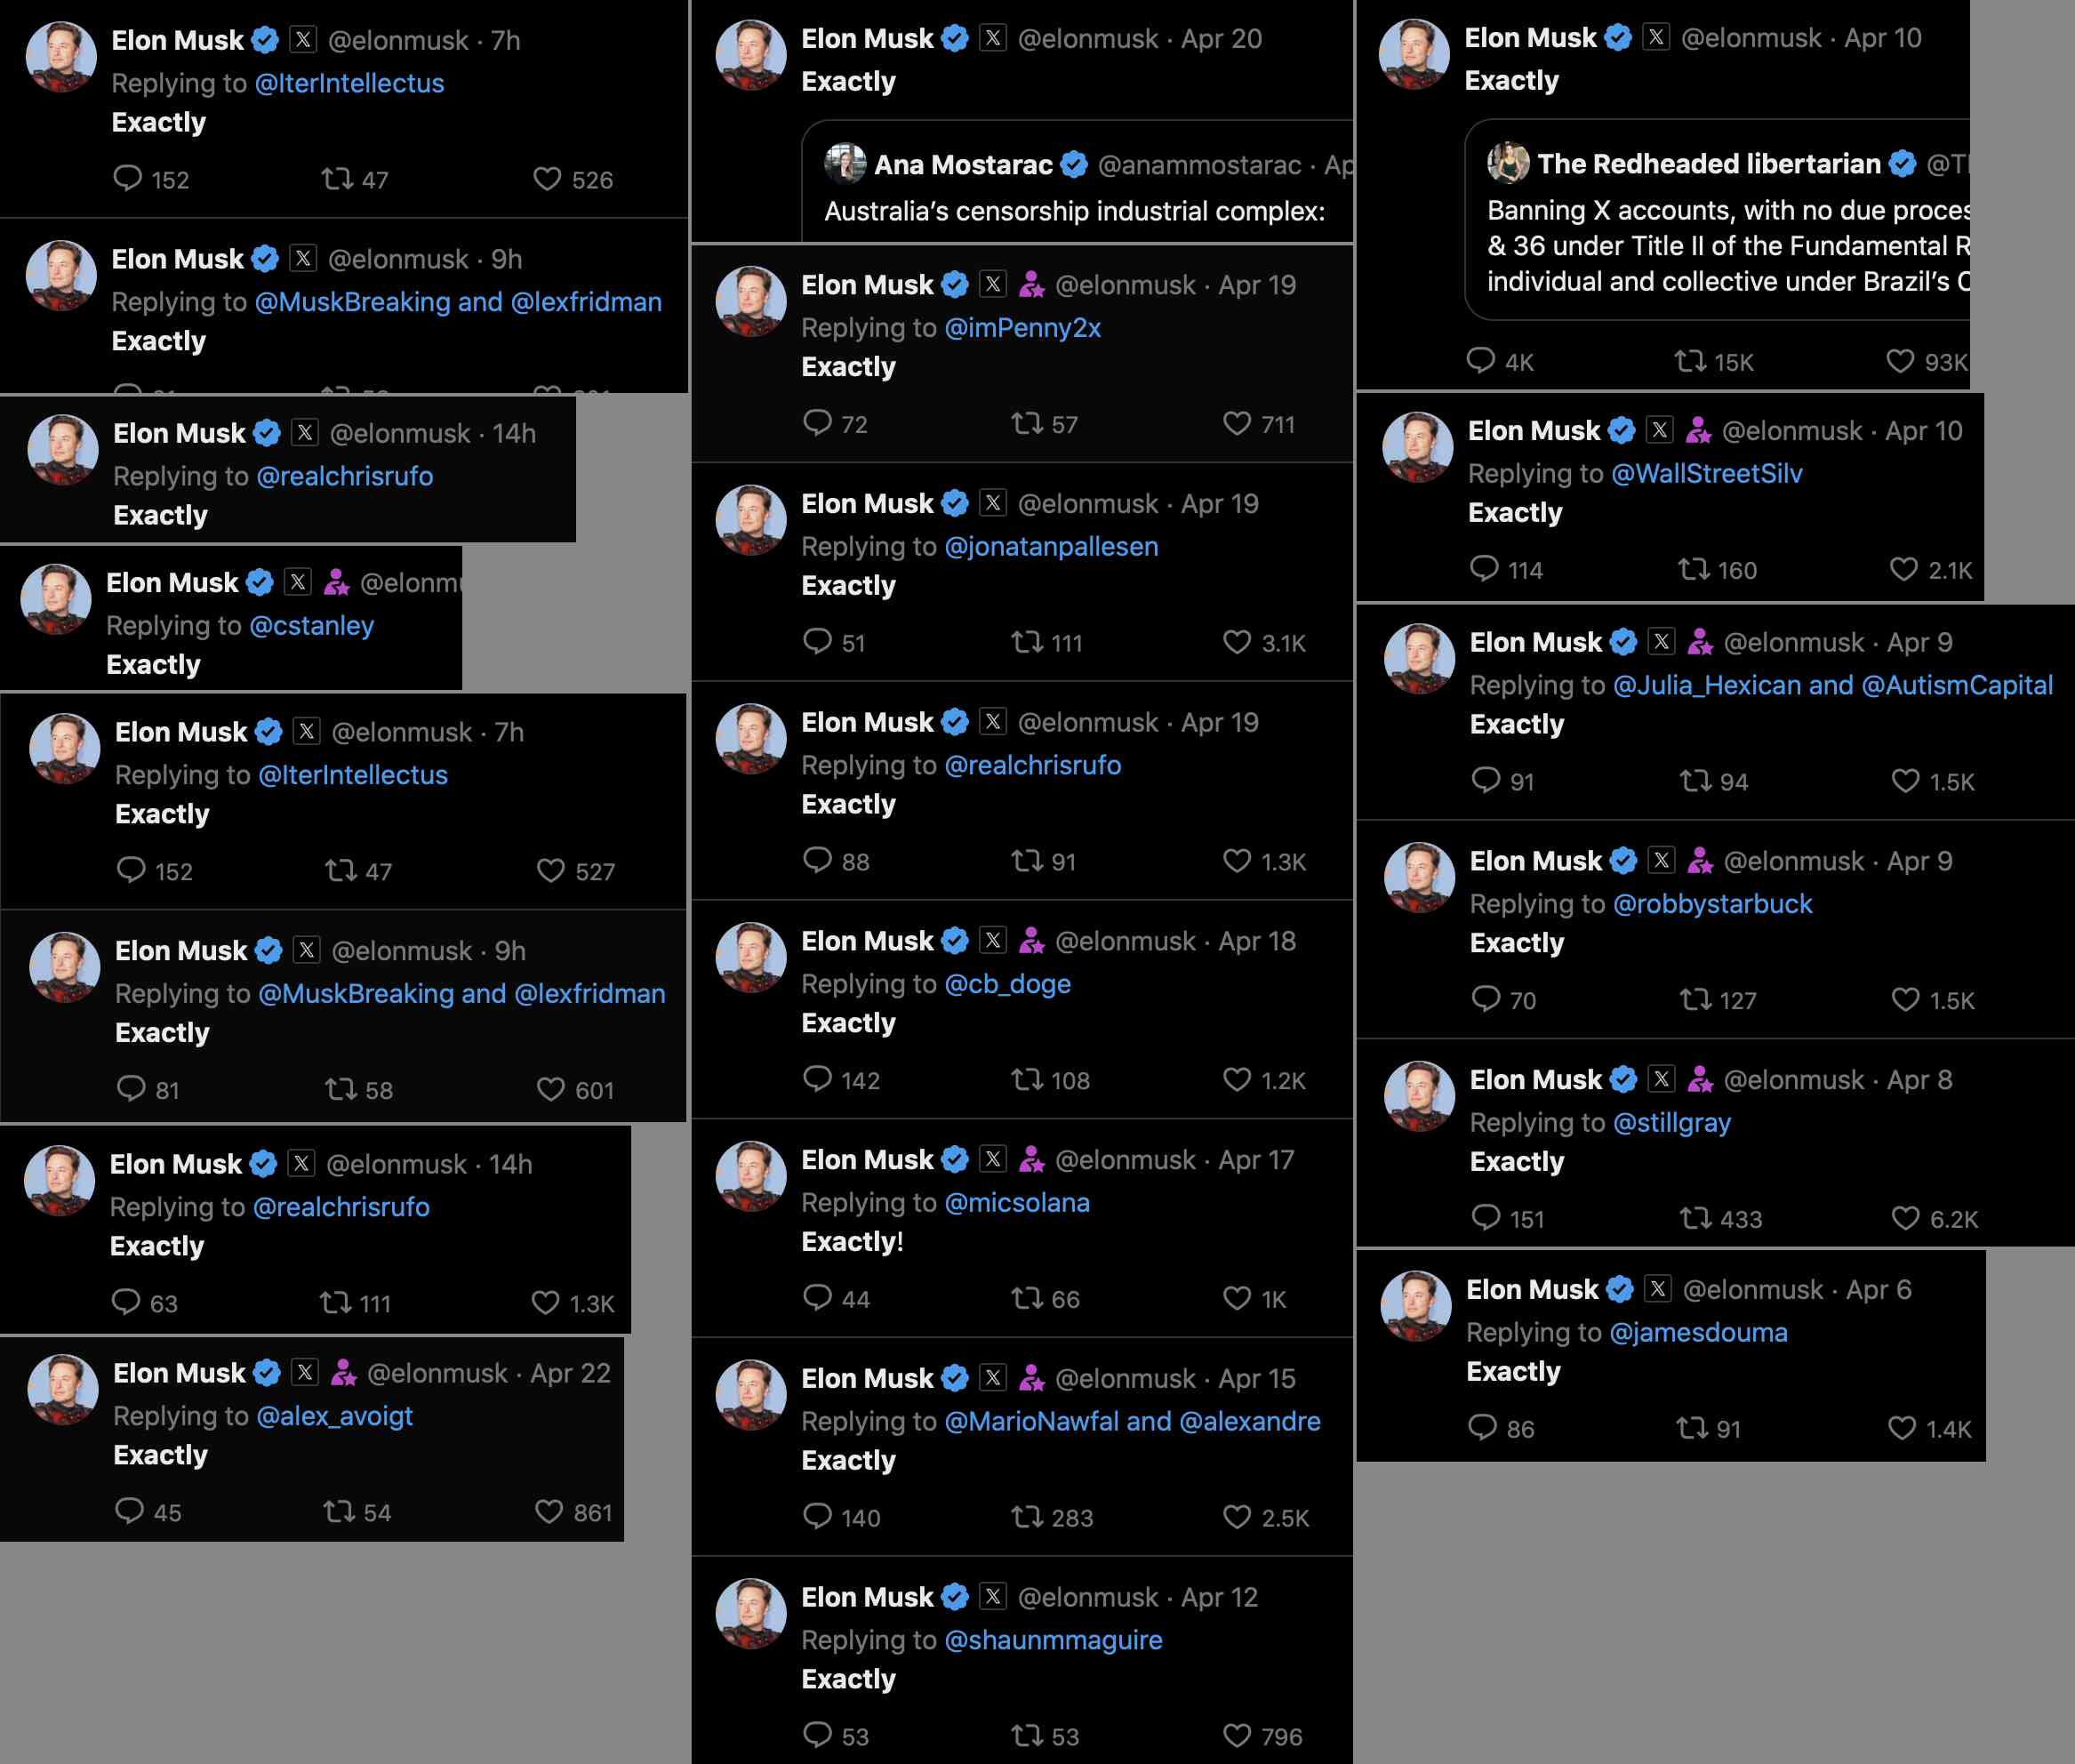 Elon Musk @elonmusk · 7h
Replying to @IterIntellectus
Exactly
152 47 526
Elon Musk @elonmusk · 9h
Replying to @MuskBreaking and @lexfridman
Exactly
Elon Musk @elonmusk · 14h
Replying to @realchrisrufo
Exactly
Elon Musk @elonm
Replying to @cstanley
Exactly
Elon Musk @elonmusk · 7h
Replying to @IterIntellectus
Exactly
152 47 527
Elon Musk @elonmusk · 9h
Replying to @MuskBreaking and @lexfridman
Exactly
81 58 601
Elon Musk @elonmusk · 14h
Replying to @realchrisrufo
Exactly
63 111 1.3K
Elon Musk @elonmusk · Apr 22
Replying to @alex_avoigt
Exactly
45 54 861
Elon Musk @elonmusk · Apr 20
Exactly
Ana Mostarac @anammostarac · Ap
Australia's censorship industrial complex:
Elon Musk @elonmusk · Apr 19
Replying to @imPenny2x
Exactly
72 57 711
Elon Musk @elonmusk · Apr 19
Replying to @jonatanpallesen
Exactly
51 111 3.1K
Elon Musk @elonmusk · Apr 19
Replying to @realchrisrufo
Exactly
88 91 1.3K
Elon Musk @elonmusk · Apr 18
Replying to @cb_doge
Exactly
142 108 1.2K
Elon Musk @elonmusk · Apr 17
Replying to @micsolana
Exactly!
44 66 1K
Elon Musk @elonmusk · Apr 15
Replying to @MarioNawfal and @alexandre
Exactly
140 283 2.5K
Elon Musk @elonmusk · Apr 12
Replying to @shaunmmaguire
Exactly
53 53 796
Elon Musk @elonmusk · Apr 10
Exactly
The Redheaded libertarian @T
Banning X accounts, with no due proces
& 36 under Title II of the Fundamental R
individual and collective under Brazil's C
4K 15K 93K
Elon Musk @elonmusk · Apr 10
Replying to @WallStreetSilv
Exactly
114 160 2.1K
Elon Musk @elonmusk · Apr 9
Replying to @Julia_Hexican and @AutismCapital
Exactly
91 94 1.5K
Elon Musk @elonmusk · Apr 9
Replying to @robbystarbuck
Exactly
70 127 1.5K
Elon Musk @elonmusk · Apr 8
Replying to @stillgray
Exactly
151 433 6.2K
Elon Musk @elonmusk · Apr 6
Replying to @jamesdouma
Exactly
86 91 1.4K